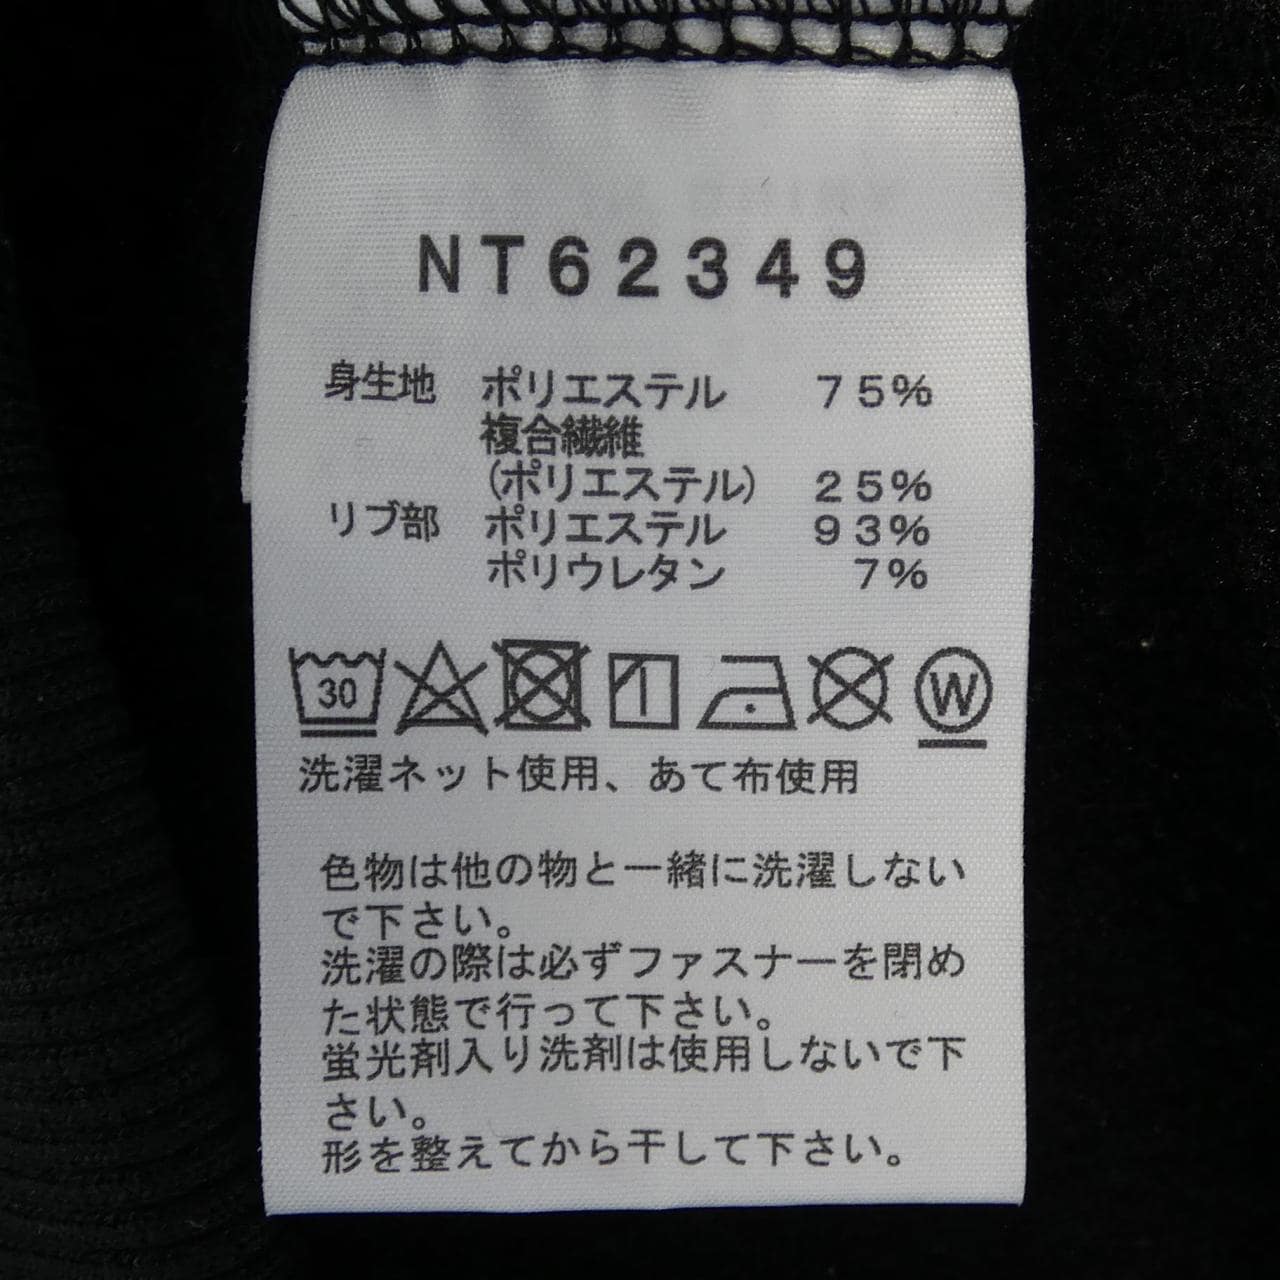 NT62349
身生地 ポリエステル 75%
複合繊維
(ポリエステル) 25%
リブ部 ポリエステル 93%
ポリウレタン 7%
30 W
洗濯ネット使用、あて布使用
色物は他の物と一緒に洗濯しない
で下さい。
洗濯の際は必ずファスナーを閉め
た状態で行って下さい。
蛍光剤入り洗剤は使用しないで下
さい。
形を整えてから干して下さい。